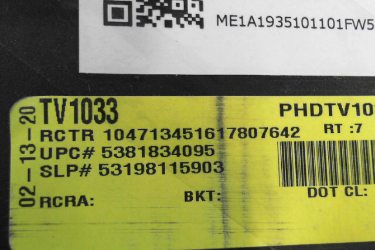 ME1A1935101101FW5
TV1033
PHDTV10
RCTR 104713451617807642
RT :7
UPC# 5381834095
SLP# 53198115903
RCRA:
BKT:
DOT CL:
02-13-20